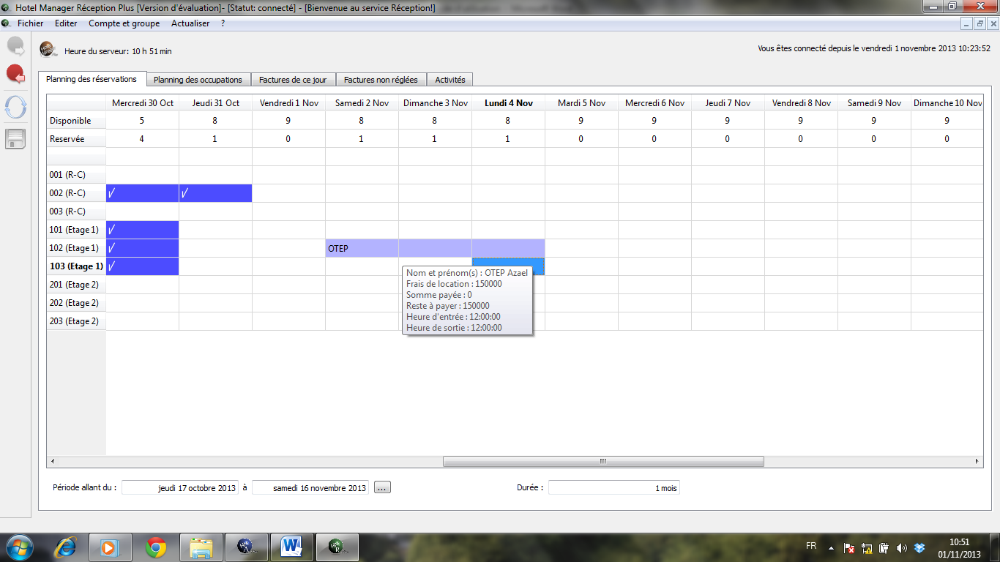 Hotel Manager Réception Plus [Version d'évaluation]- [Statut: connecté] - [Bienvenue au service Réception!]
Fichier Editer Compte et groupe Actualiser ?
Heure du serveur: 10 h 51 min
Vous êtes connecté depuis le vendredi 1 novembre 2013 10:23:52
Planning des réservations Planning des occupations Factures de ce jour Factures non réglées Activités
Mercredi 30 Oct Jeudi 31 Oct Vendredi 1 Nov Samedi 2 Nov Dimanche 3 Nov Lundi 4 Nov Mardi 5 Nov Mercredi 6 Nov Jeudi 7 Nov Vendredi 8 Nov Samedi 9 Nov Dimanche 10 Nov
Disponible 5 8 9 8 8 8 9 9 9 9 9 9
Reservée 4 1 0 1 1 1 0 0 0 0 0 0
001 (R-C)
002 (R-C) √ √
003 (R-C)
101 (Etage 1) √
102 (Etage 1) √ OTEP
103 (Etage 1) √
201 (Etage 2)
202 (Etage 2)
203 (Etage 2)
Nom et prénom(s) : OTEP Azael
Frais de location : 150000
Somme payée : 0
Reste à payer : 150000
Heure d'entrée : 12:00:00
Heure de sortie : 12:00:00
Période allant du : jeudi 17 octobre 2013 à samedi 16 novembre 2013 ... Durée : 1 mois
FR
10:51
01/11/2013